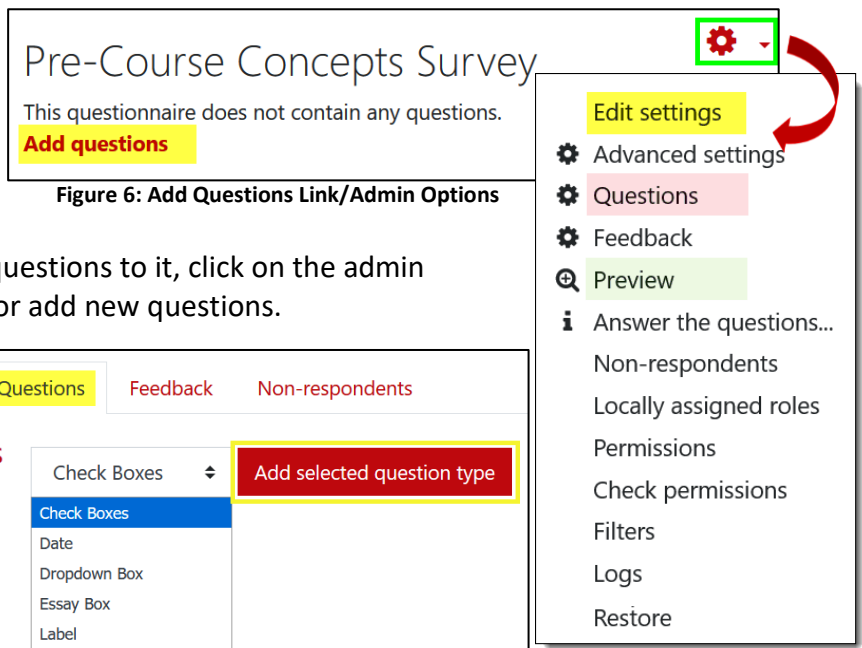 Pre-Course Concepts Survey
This questionnaire does not contain any questions.
Add questions
Figure 6: Add Questions Link/Admin Options
Edit settings
Advanced settings
Questions
Feedback
Preview
Answer the questions...
Non-respondents
Locally assigned roles
Permissions
Check permissions
Filters
Logs
Restore
questions to it, click on the admin
or add new questions.
Questions Feedback Non-respondents
Check Boxes Add selected question type
Check Boxes
Date
Dropdown Box
Essay Box
Label